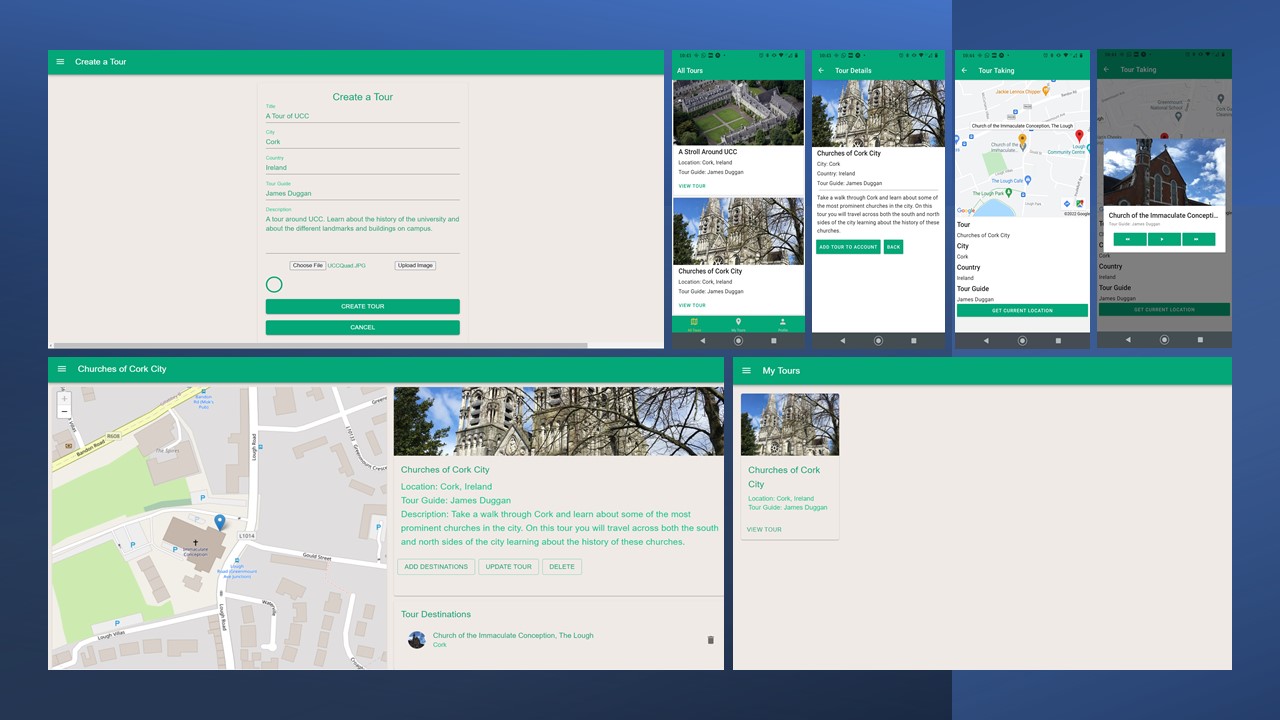 Create a Tour
Create a Tour
Title
A Tour of UCC
City
Cork
Country
Ireland
Tour Guide
James Duggan
Description
A tour around UCC. Learn about the history of the university and
about the different landmarks and buildings on campus.
Choose File UCCQuad.JPG
Upload Image
CREATE TOUR
CANCEL
All Tours
A Stroll Around UCC
Location: Cork, Ireland
Tour Guide: James Duggan
VIEW TOUR
Churches of Cork City
Location: Cork, Ireland
Tour Guide: James Duggan
VIEW TOUR
All Tours
My Tours
Profile
Tour Details
Churches of Cork City
City: Cork
Country: Ireland
Tour Guide: James Duggan
Take a walk through Cork and learn about some of
the most prominent churches in the city. On this
tour you will travel across both the south and north
sides of the city learning about the history of these
churches.
ADD TOUR TO ACCOUNT
BACK
Tour Taking
Jackie Lennox Chipper
Church of the Immaculate Conception, The Lough
Church of the
Immaculate...
Lough
Community Centre
The Lough Cafe
The Lough Park
Google
©2022 Google
Tour
Churches of Cork City
City
Cork
Country
Ireland
Tour Guide
James Duggan
GET CURRENT LOCATION
Tour Taking
Greenmount
National School
Church of the Immaculate Concepti...
Tour Guide: James Duggan
Cork
Country
Ireland
Tour Guide
James Duggan
GET CURRENT LOCATION
Churches of Cork City
+
−
Bandon Road
R608
The Spires
Lough Road
L1014
Immaculate
Conception
Gould Street
Lough Road
Lough Villas
Churches of Cork City
Location: Cork, Ireland
Tour Guide: James Duggan
Description: Take a walk through Cork and learn about some of the most
prominent churches in the city. On this tour you will travel across both the south
and north sides of the city learning about the history of these churches.
ADD DESTINATIONS
UPDATE TOUR
DELETE
Tour Destinations
Church of the Immaculate Conception, The Lough
Cork
My Tours
Churches of Cork
City
Location: Cork, Ireland
Tour Guide: James Duggan
VIEW TOUR